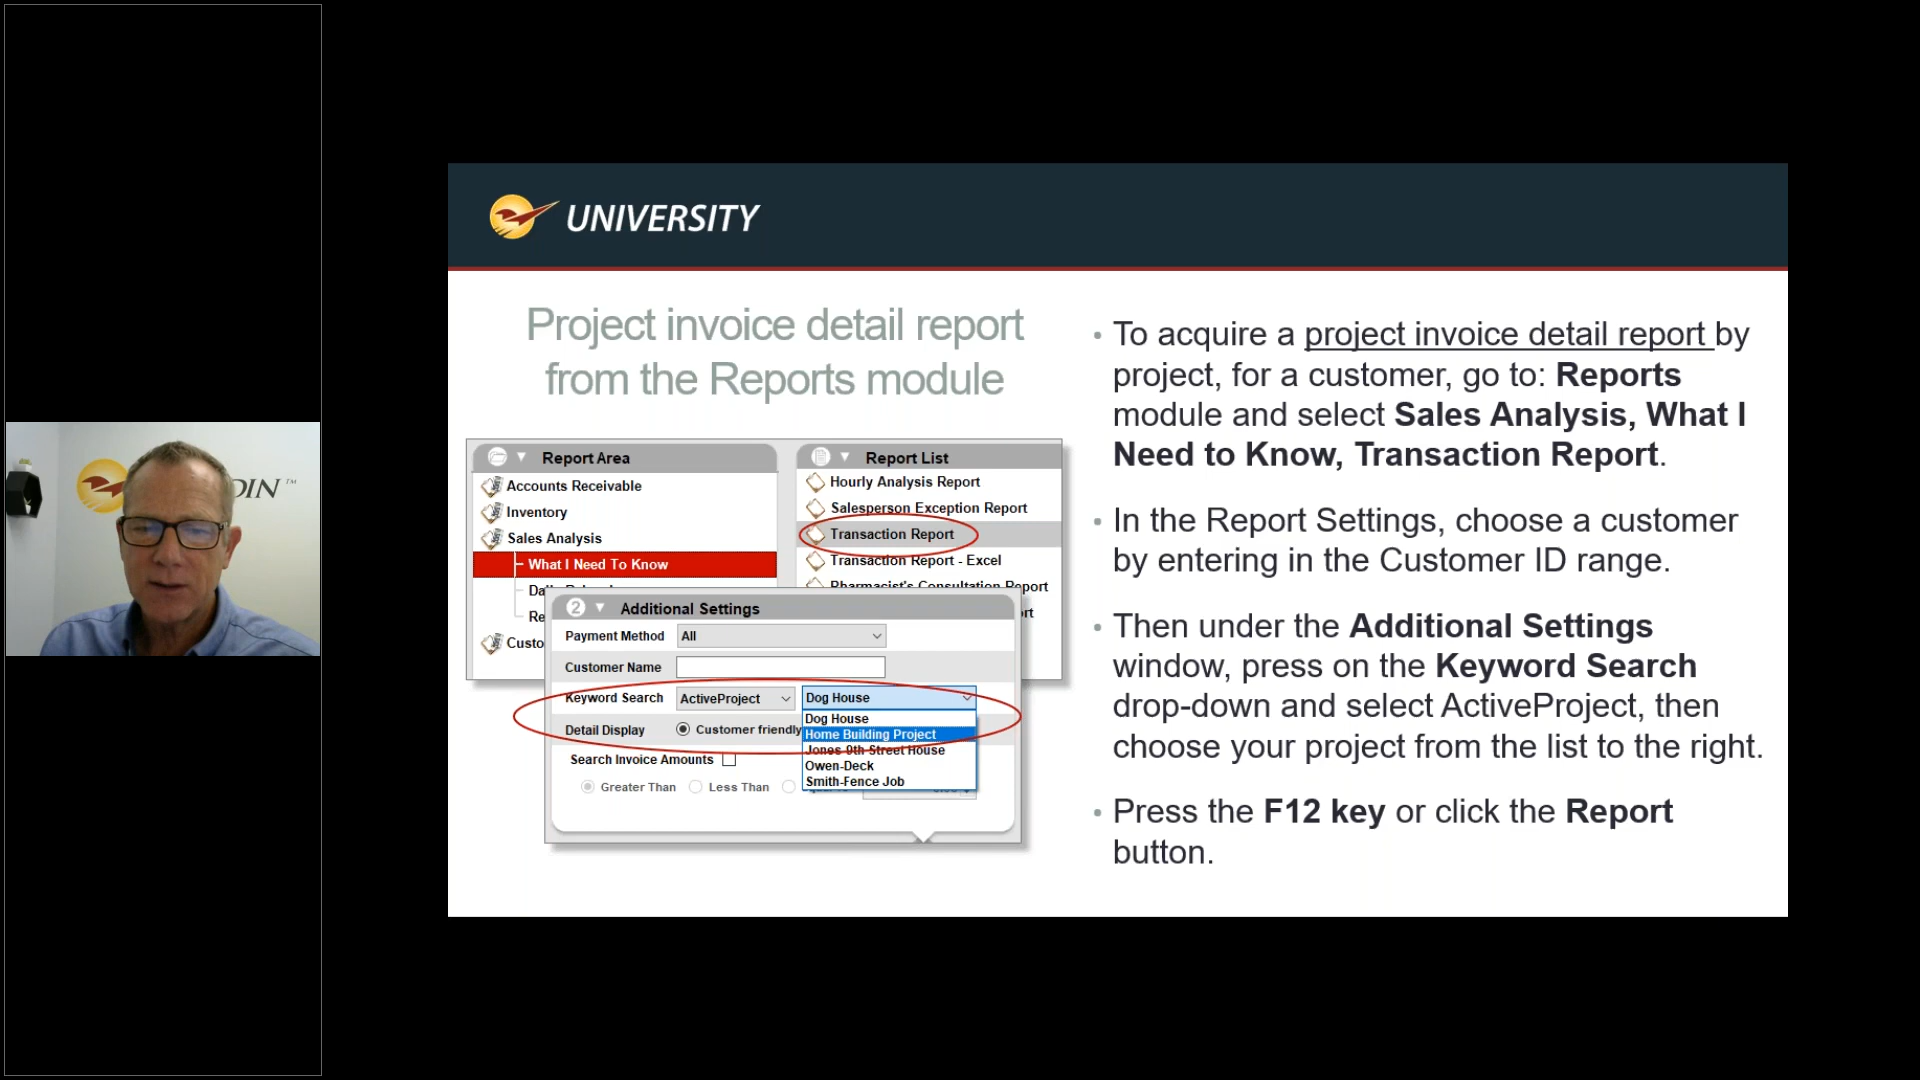 UNIVERSITY
Project invoice detail report
from the Reports module
Report Area
Accounts Receivable
Inventory
Sales Analysis
What I Need To Know
Da
Re
Custo
Report List
Hourly Analysis Report
Salesperson Exception Report
Transaction Report
Transaction Report - Excel
Pharmacist's Consultation Report
rt
2 Additional Settings
Payment Method All
Customer Name
Keyword Search ActiveProject Dog House
Dog House
Home Building Project
Jones 9th Street House
Owen-Deck
Smith-Fence Job
Detail Display Customer friendly
Search Invoice Amounts
Greater Than Less Than
• To acquire a project invoice detail report by
project, for a customer, go to: Reports
module and select Sales Analysis, What I
Need to Know, Transaction Report.
• In the Report Settings, choose a customer
by entering in the Customer ID range.
• Then under the Additional Settings
window, press on the Keyword Search
drop-down and select ActiveProject, then
choose your project from the list to the right.
• Press the F12 key or click the Report
button.
DIN™